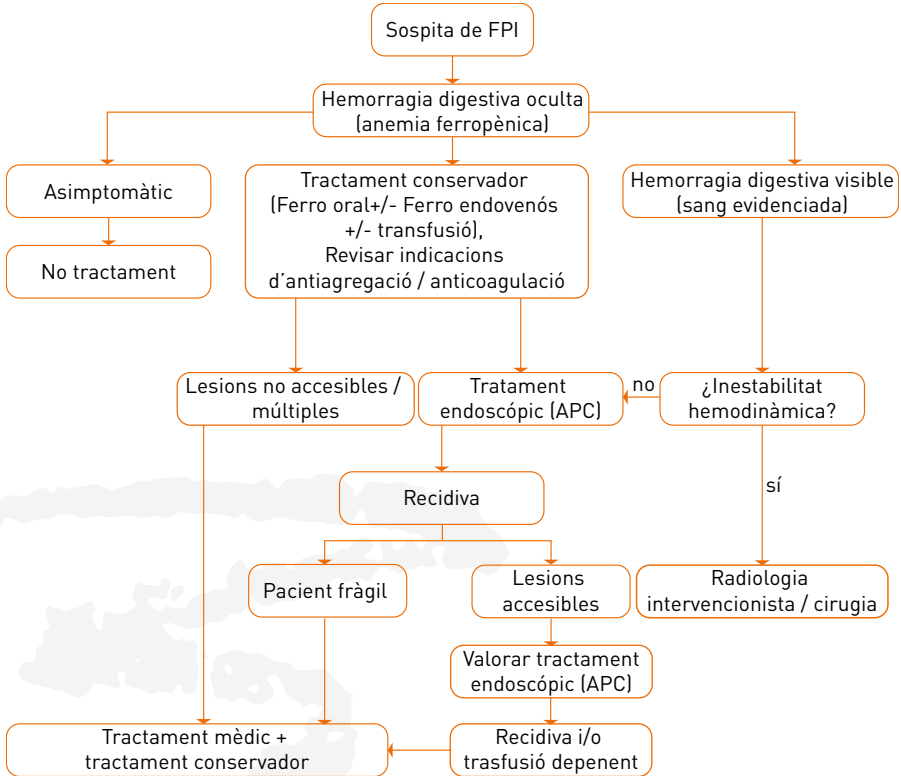 Sospita de FPI
Hemorragia digestiva oculta
(anemia ferropènica)
Asimptomàtic
No tractament
Tractament conservador
(Ferro oral+/- Ferro endovenós
+/- transfusió),
Revisar indicacions
d'antiagregació / anticoagulació
Hemorragia digestiva visible
(sang evidenciada)
Lesions no accesibles /
múltiples
Tratament
endoscópic (APC)
no
¿Inestabilitat
hemodinàmica?
sí
Recidiva
Pacient fràgil
Lesions
accesibles
Radiologia
intervencionista / cirugia
Valorar tractament
endoscópic (APC)
Tractament mèdic +
tractament conservador
Recidiva i/o
trasfusió depenent